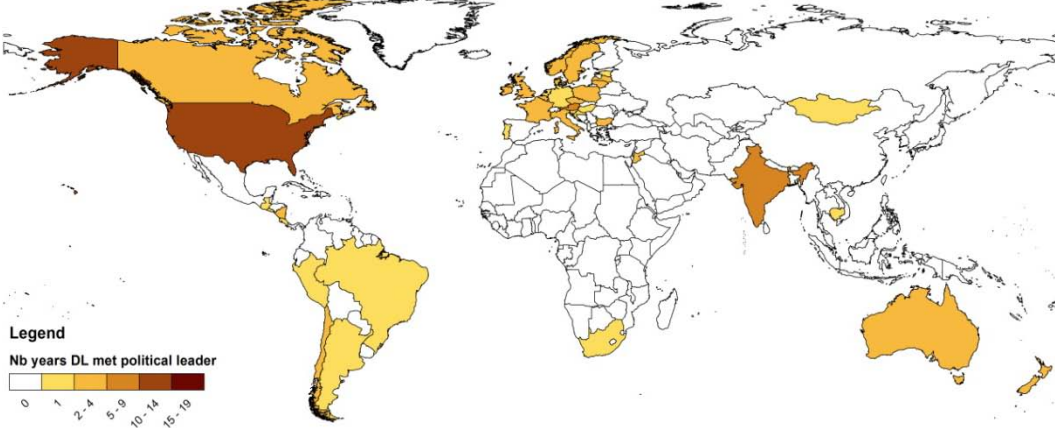 Legend
Nb years DL met political leader
0
1
2 - 4
5 - 9
10 - 14
15 - 19